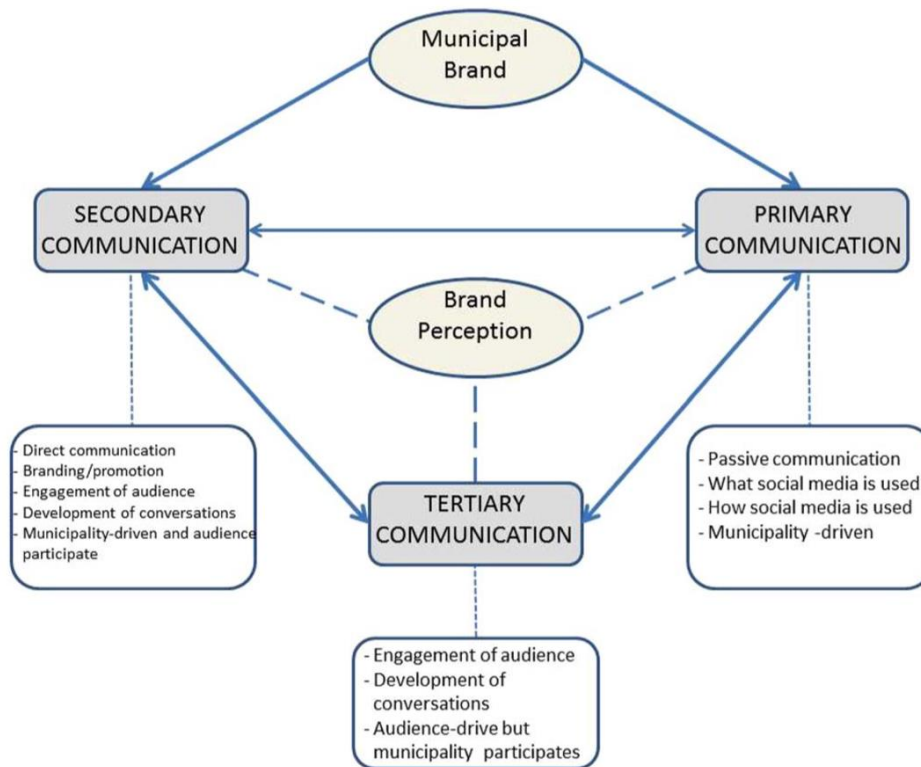 Municipal
Brand
SECONDARY
COMMUNICATION
PRIMARY
COMMUNICATION
Brand
Perception
- Direct communication
- Branding/promotion
- Engagement of audience
- Development of conversations
- Municipality-driven and audience
participate
- Passive communication
- What social media is used
- How social media is used
- Municipality -driven
TERTIARY
COMMUNICATION
- Engagement of audience
- Development of
conversations
- Audience-drive but
municipality participates